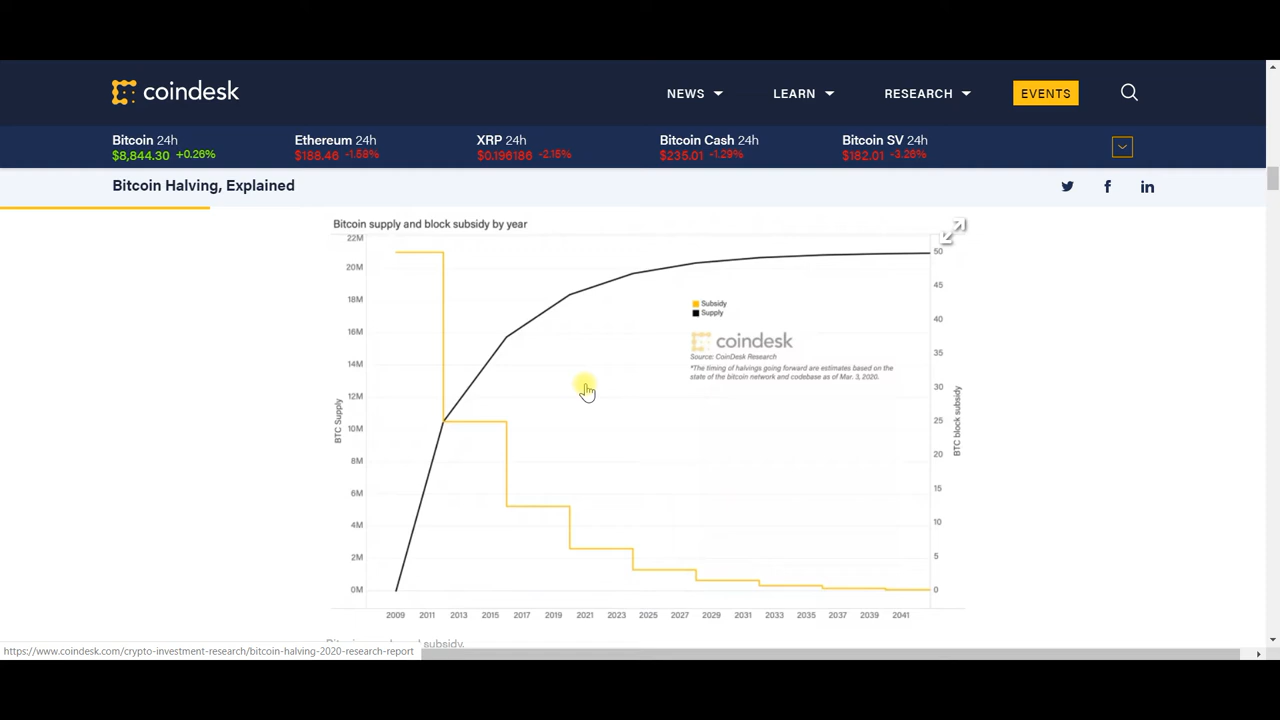 coindesk
NEWS LEARN RESEARCH EVENTS
Bitcoin 24h Ethereum 24h XRP 24h Bitcoin Cash 24h Bitcoin SV 24h
$8,844.30 +0.26% $188.46 -1.58% $0.196186 -2.15% $235.01 -1.29% $182.01 -3.26%
Bitcoin Halving, Explained
Bitcoin supply and block subsidy by year
22M
50
20M
45
18M
Subsidy
Supply
40
16M
coindesk
35
Source: CoinDesk Research
14M
*The timing of halvings going forward are estimates based on the
state of the bitcoin network and codebase as of Mar. 3, 2020.
30
12M
25
10M
BTC Supply
BTC block subsidy
20
8M
15
6M
10
4M
5
2M
0M
0
2009 2011 2013 2015 2017 2019 2021 2023 2025 2027 2029 2031 2033 2035 2037 2039 2041
https://www.coindesk.com/crypto-investment-research/bitcoin-halving-2020-research-report
subsidy.